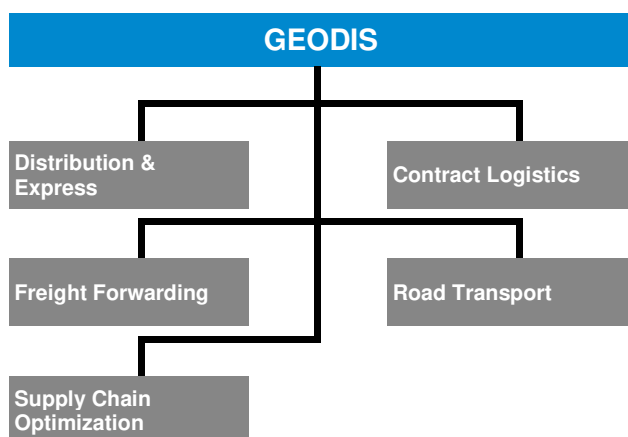 GEODIS
Distribution &
Express
Contract Logistics
Freight Forwarding
Road Transport
Supply Chain
Optimization